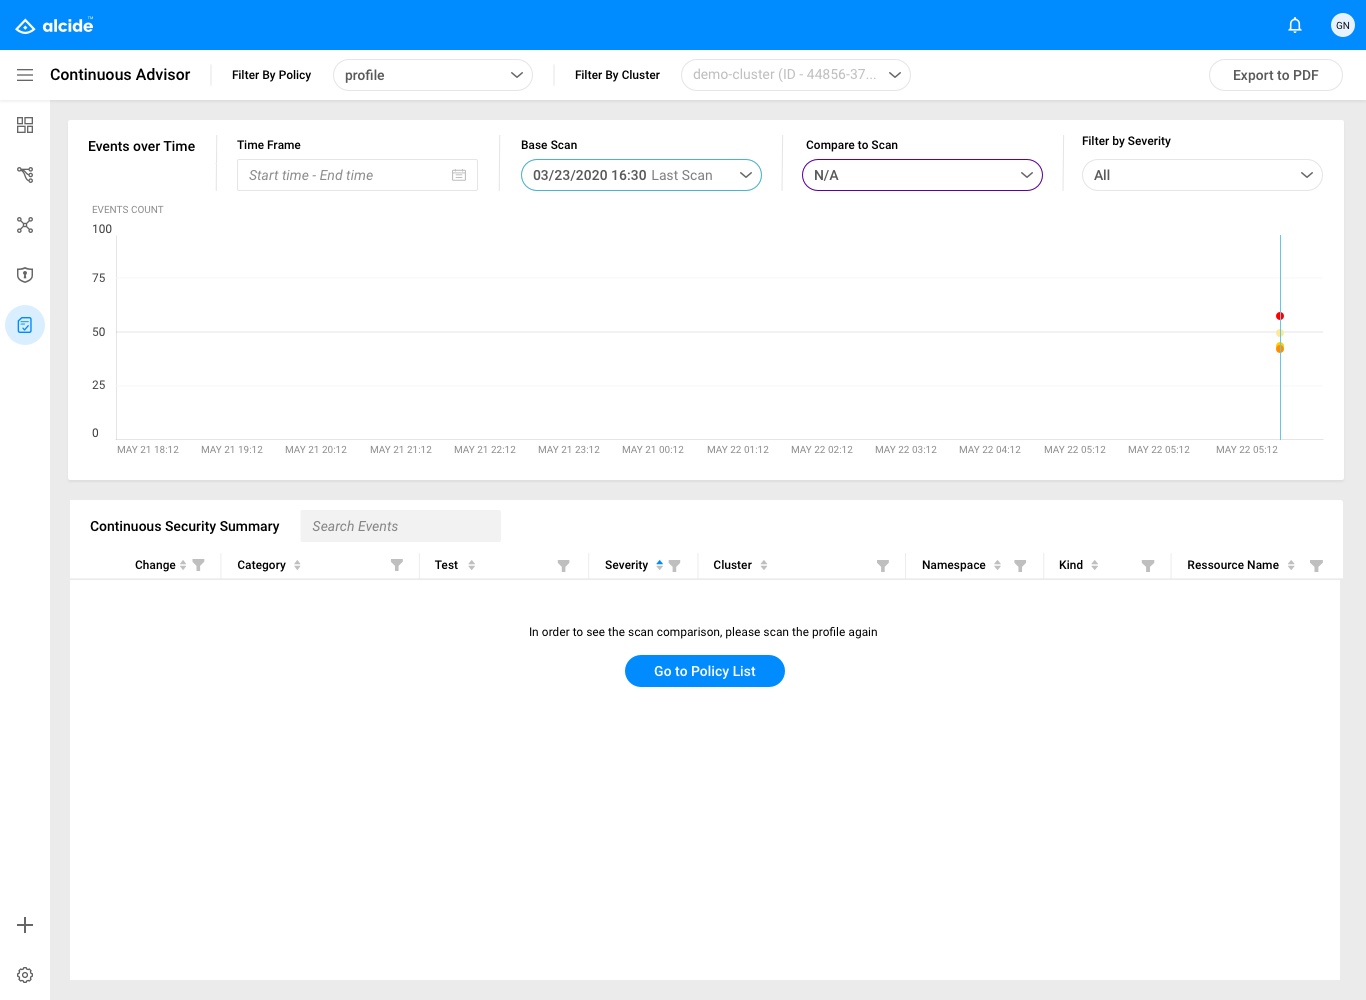 alcide
GN
Continuous Advisor
Filter By Policy
profile
Filter By Cluster
demo-cluster (ID - 44856-37...
Export to PDF
Events over Time
Time Frame
Start time - End time
Base Scan
03/23/2020 16:30 Last Scan
Compare to Scan
N/A
Filter by Severity
All
EVENTS COUNT
100
75
50
25
0
MAY 21 18:12
MAY 21 19:12
MAY 21 20:12
MAY 21 21:12
MAY 21 22:12
MAY 21 23:12
MAY 21 00:12
MAY 22 01:12
MAY 22 02:12
MAY 22 03:12
MAY 22 04:12
MAY 22 05:12
MAY 22 05:12
MAY 22 05:12
Continuous Security Summary
Search Events
Change
Category
Test
Severity
Cluster
Namespace
Kind
Ressource Name
In order to see the scan comparison, please scan the profile again
Go to Policy List